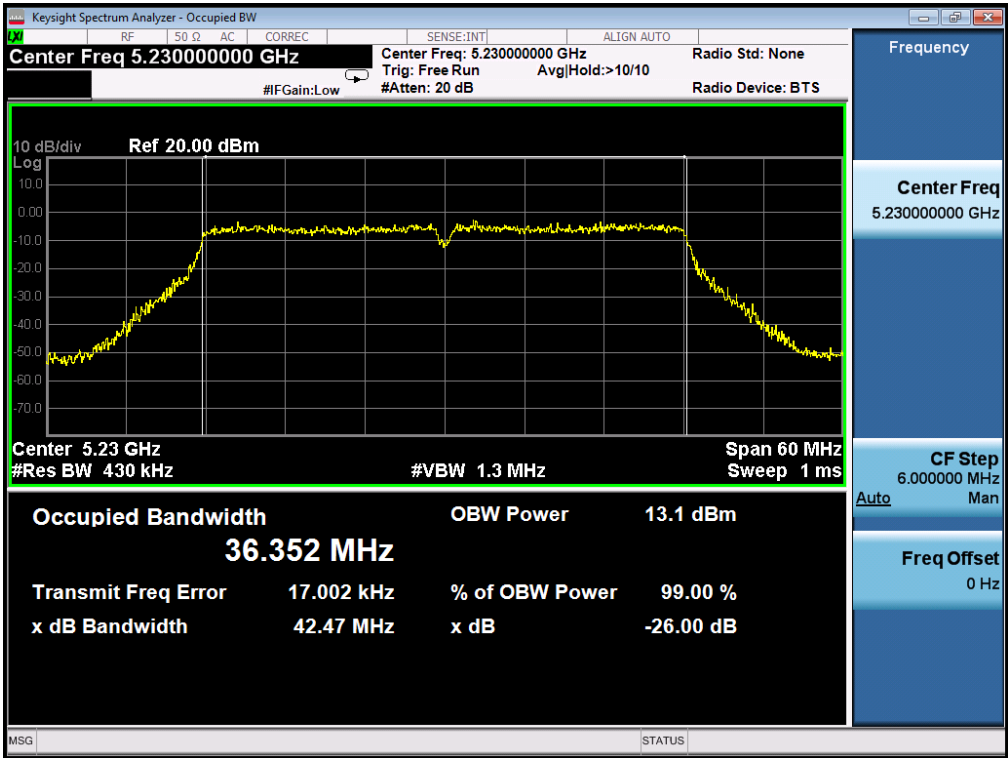 Keysight Spectrum Analyzer - Occupied BW
LXI RF 50 Ω AC CORREC SENSE:INT ALIGN AUTO
Center Freq 5.230000000 GHz
#IFGain:Low
Center Freq: 5.230000000 GHz
Trig: Free Run Avg|Hold:>10/10
#Atten: 20 dB
Radio Std: None
Radio Device: BTS
10 dB/div Ref 20.00 dBm
Log
10.0
0.00
-10.0
-20.0
-30.0
-40.0
-50.0
-60.0
-70.0
Center 5.23 GHz Span 60 MHz
#Res BW 430 kHz #VBW 1.3 MHz Sweep 1 ms
Occupied Bandwidth OBW Power 13.1 dBm
36.352 MHz
Transmit Freq Error 17.002 kHz % of OBW Power 99.00 %
x dB Bandwidth 42.47 MHz x dB -26.00 dB
MSG STATUS
Frequency
Center Freq
5.230000000 GHz
CF Step
6.000000 MHz
Auto Man
Freq Offset
0 Hz